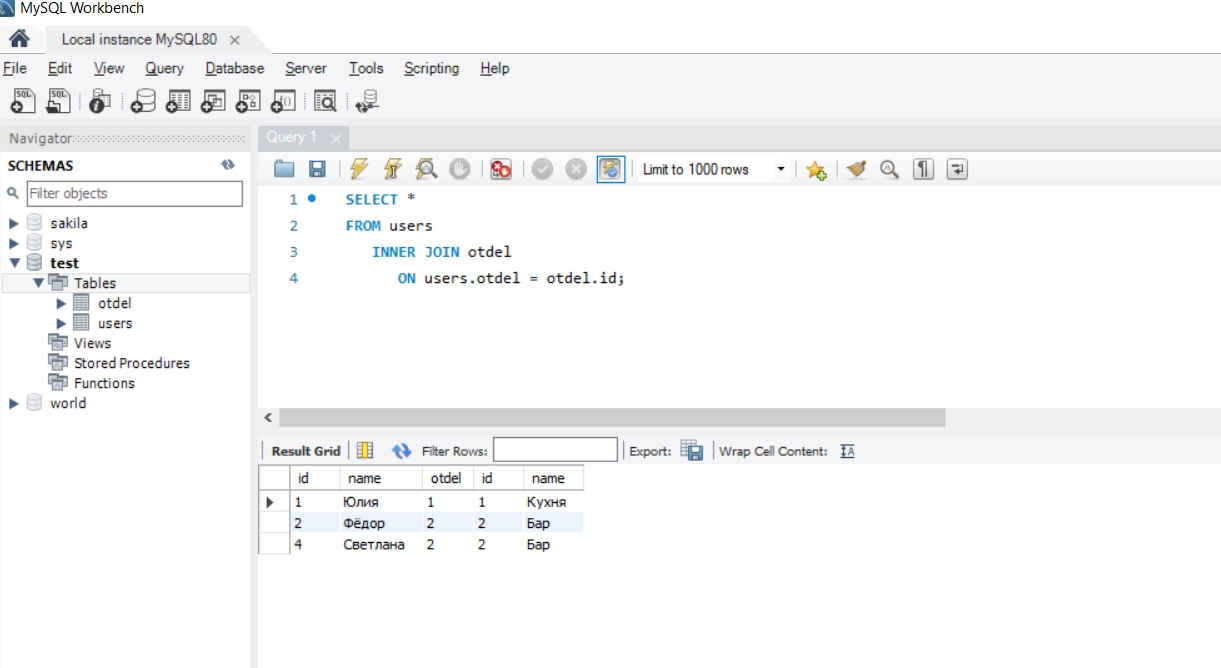 MySQL Workbench
Local instance MySQL80
File Edit View Query Database Server Tools Scripting Help
Navigator
Query 1
SCHEMAS
Limit to 1000 rows
Filter objects
sakila
sys
test
Tables
otdel
users
Views
Stored Procedures
Functions
world
1 SELECT *
2 FROM users
3 INNER JOIN otdel
4 ON users.otdel = otdel.id;
Result Grid Filter Rows: Export: Wrap Cell Content:
id name otdel id name
1 Юлия 1 1 Кухня
2 Фёдор 2 2 Бар
4 Светлана 2 2 Бар